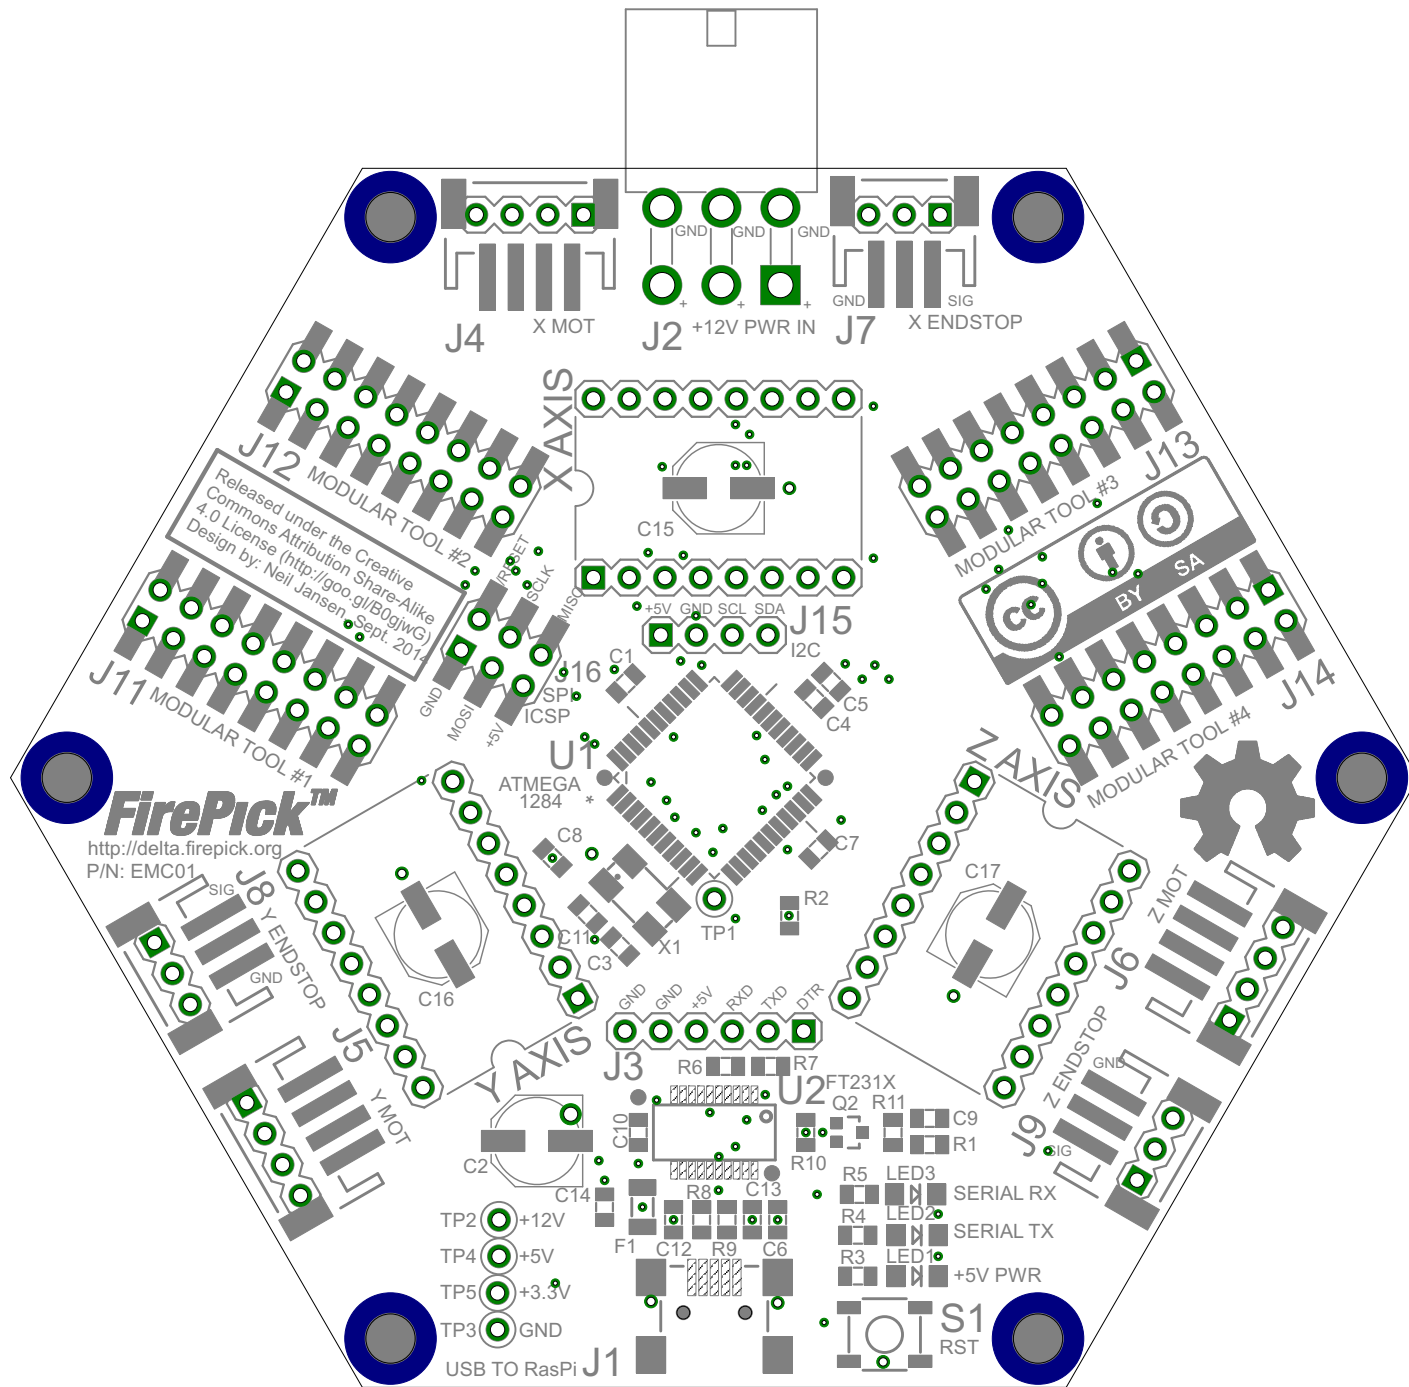 GND
GND
GND
+
+
+
J4
X MOT
J2
+12V PWR IN
GND
SIG
J7
X ENDSTOP
X AXIS
J12
MODULAR TOOL #2
Released under the Creative
Commons Attribution Share-Alike
4.0 License (http://goo.gl/B0gjwG)
Design by: Neil Jansen, Sept. 2014
J11
MODULAR TOOL #1
C15
J13
MODULAR TOOL #3
cc
BY
SA
J14
MODULAR TOOL #4
/RESET
SCLK
MISO
GND
MOSI
+5V
J16
SPI
ICSP
+5V
GND
SCL
SDA
J15
I2C
C1
C5
C4
U1
ATMEGA
1284
*
C8
C7
C11
C3
X1
TP1
R2
FirePick™
http://delta.firepick.org
P/N: EMC01
J8
SIG
GND
Y ENDSTOP
J5
Y MOT
C16
Y AXIS
Z AXIS
C17
Z MOT
J6
Z ENDSTOP
GND
SIG
J9
GND
GND
+5V
RXD
TXD
DTR
J3
R6
R7
U2
FT231X
Q2
R11
C9
R1
R10
C10
C2
C14
F1
R8
C13
C12
R9
C6
R5
LED3
SERIAL RX
R4
LED2
SERIAL TX
R3
LED1
+5V PWR
S1
RST
TP2
+12V
TP4
+5V
TP5
+3.3V
TP3
GND
USB TO RasPi
J1